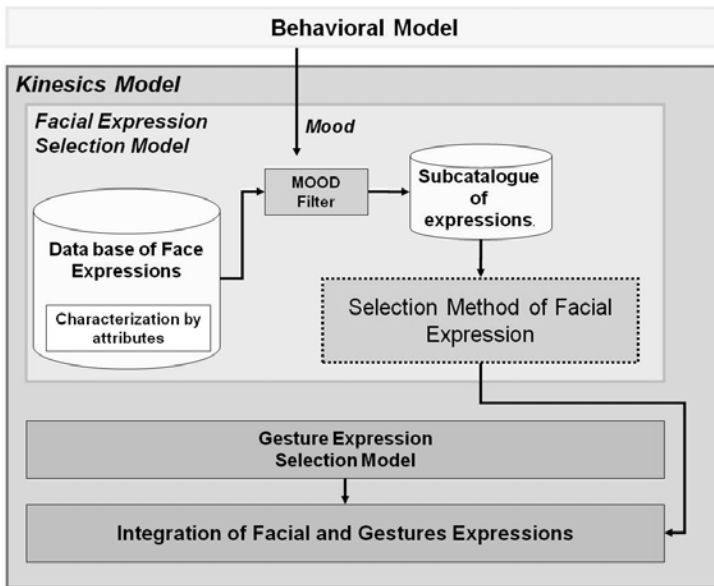 Behavioral Model
Kinesics Model
Facial Expression
Selection Model
Mood
MOOD
Filter
Subcatalogue
of
expressions.
Data base of Face
Expressions
Characterization by
attributes
Selection Method of Facial
Expression
Gesture Expression
Selection Model
Integration of Facial and Gestures Expressions